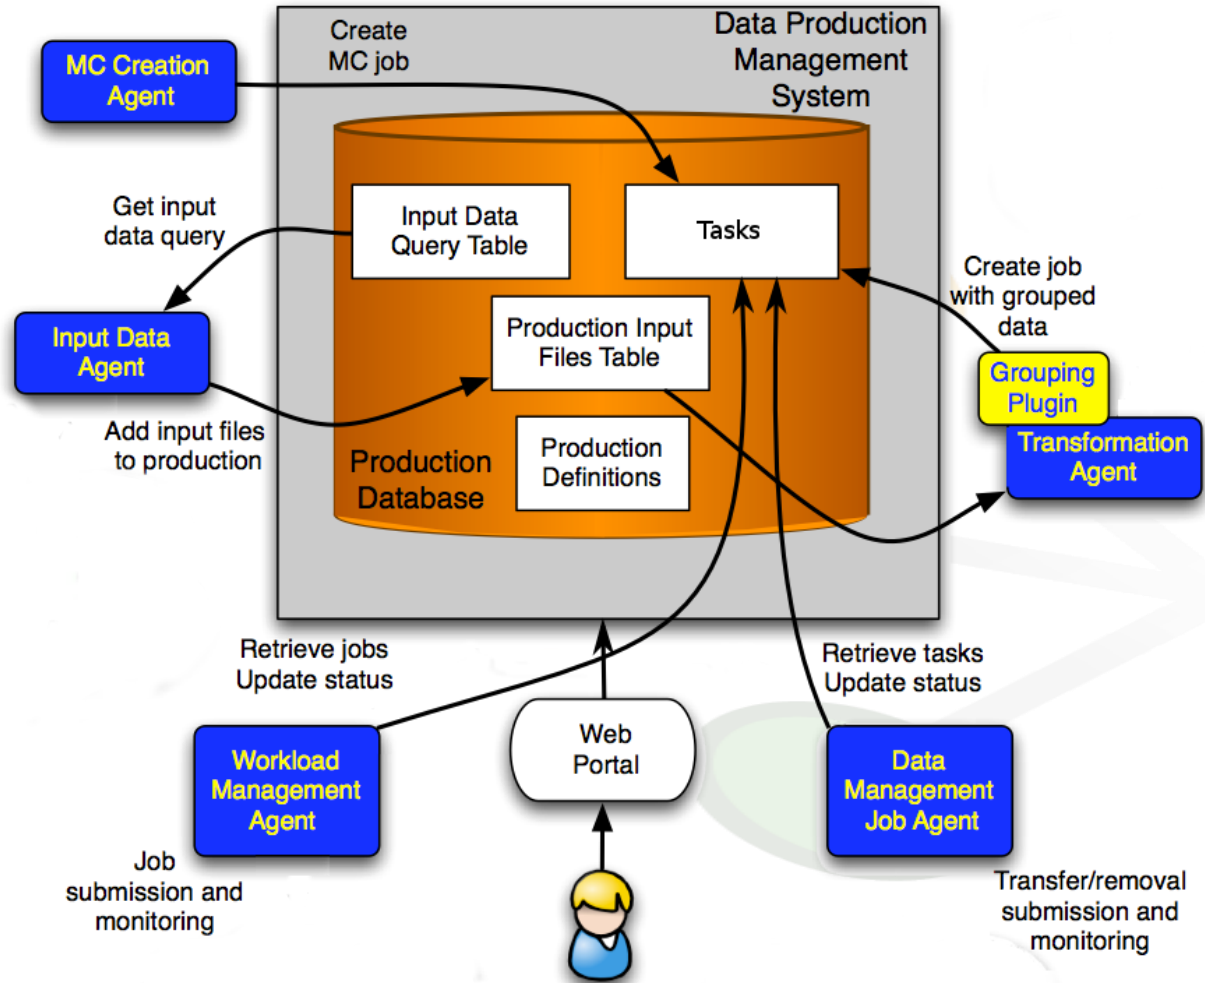 Create
MC job
Data Production
Management
System
MC Creation
Agent
Get input
data query
Input Data
Query Table
Tasks
Create job
with grouped
data
Input Data
Agent
Production Input
Files Table
Grouping
Plugin
Add input files
to production
Production
Database
Production
Definitions
Transformation
Agent
Retrieve jobs
Update status
Retrieve tasks
Update status
Workload
Management
Agent
Web
Portal
Data
Management
Job Agent
Job
submission and
monitoring
Transfer/removal
submission and
monitoring